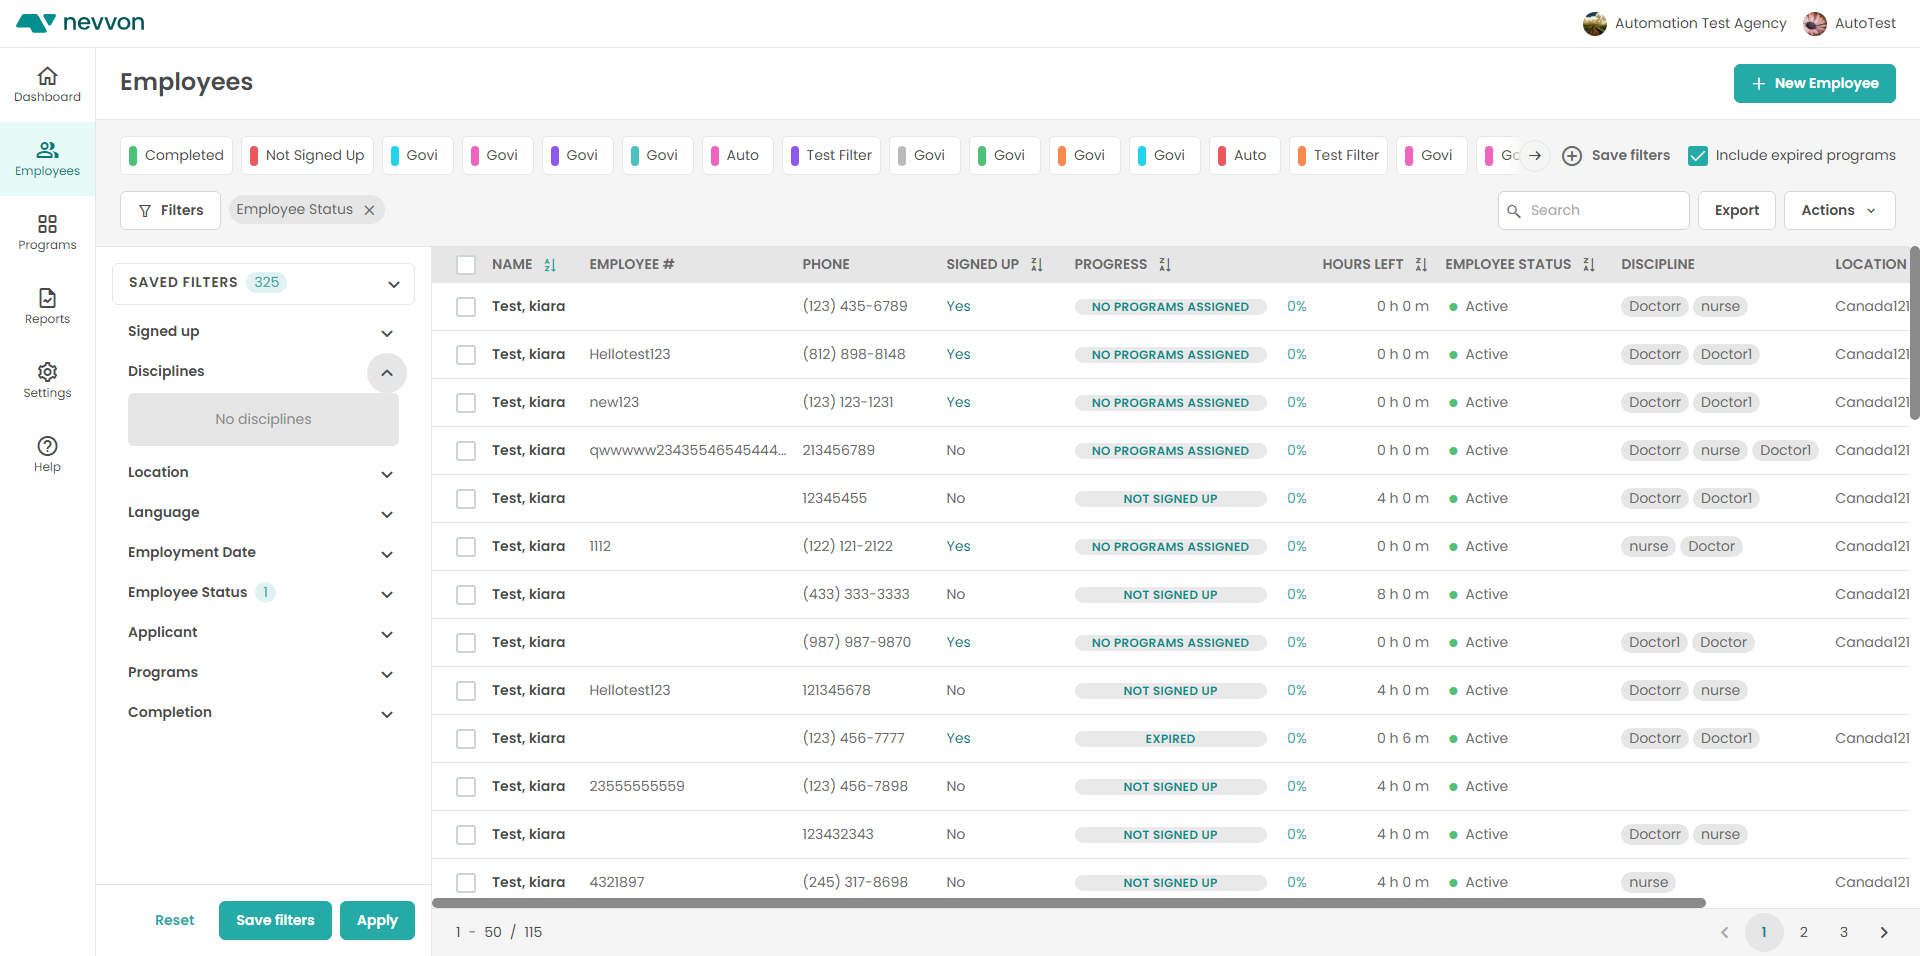 nevvon
Automation Test Agency AutoTest
Dashboard
Employees
Programs
Reports
Settings
Help
Employees
+ New Employee
Completed Not Signed Up Govi Govi Govi Govi Auto Test Filter Govi Govi Govi Govi Auto Test Filter Govi Save filters Include expired programs
Filters Employee Status Search Export Actions
SAVED FILTERS 325
Signed up
Disciplines
No disciplines
Location
Language
Employment Date
Employee Status 1
Applicant
Programs
Completion
Reset Save filters Apply
NAME EMPLOYEE # PHONE SIGNED UP PROGRESS HOURS LEFT EMPLOYEE STATUS DISCIPLINE LOCATION
Test, kiara (123) 435-6789 Yes NO PROGRAMS ASSIGNED 0% 0 h 0 m Active Doctorr nurse Canada121
Test, kiara Hellotest123 (812) 898-8148 Yes NO PROGRAMS ASSIGNED 0% 0 h 0 m Active Doctorr Doctor1 Canada121
Test, kiara new123 (123) 123-1231 Yes NO PROGRAMS ASSIGNED 0% 0 h 0 m Active Doctorr Doctor1 Canada121
Test, kiara qwwwww23435546545444... 213456789 No NO PROGRAMS ASSIGNED 0% 0 h 0 m Active Doctorr nurse Doctor1 Canada121
Test, kiara 12345455 No NOT SIGNED UP 0% 4 h 0 m Active Doctorr Doctor1 Canada121
Test, kiara 1112 (122) 121-2122 Yes NO PROGRAMS ASSIGNED 0% 0 h 0 m Active nurse Doctor Canada121
Test, kiara (433) 333-3333 No NOT SIGNED UP 0% 8 h 0 m Active Canada121
Test, kiara (987) 987-9870 Yes NO PROGRAMS ASSIGNED 0% 0 h 0 m Active Doctor1 Doctor Canada121
Test, kiara Hellotest123 121345678 No NOT SIGNED UP 0% 4 h 0 m Active Doctorr nurse
Test, kiara (123) 456-7777 Yes EXPIRED 0% 0 h 6 m Active Doctorr Doctor1 Canada121
Test, kiara 23555555559 (123) 456-7898 No NOT SIGNED UP 0% 4 h 0 m Active
Test, kiara 123432343 No NOT SIGNED UP 0% 4 h 0 m Active Doctorr nurse
Test, kiara 4321897 (245) 317-8698 No NOT SIGNED UP 0% 4 h 0 m Active nurse Canada121
1 - 50 / 115 1 2 3